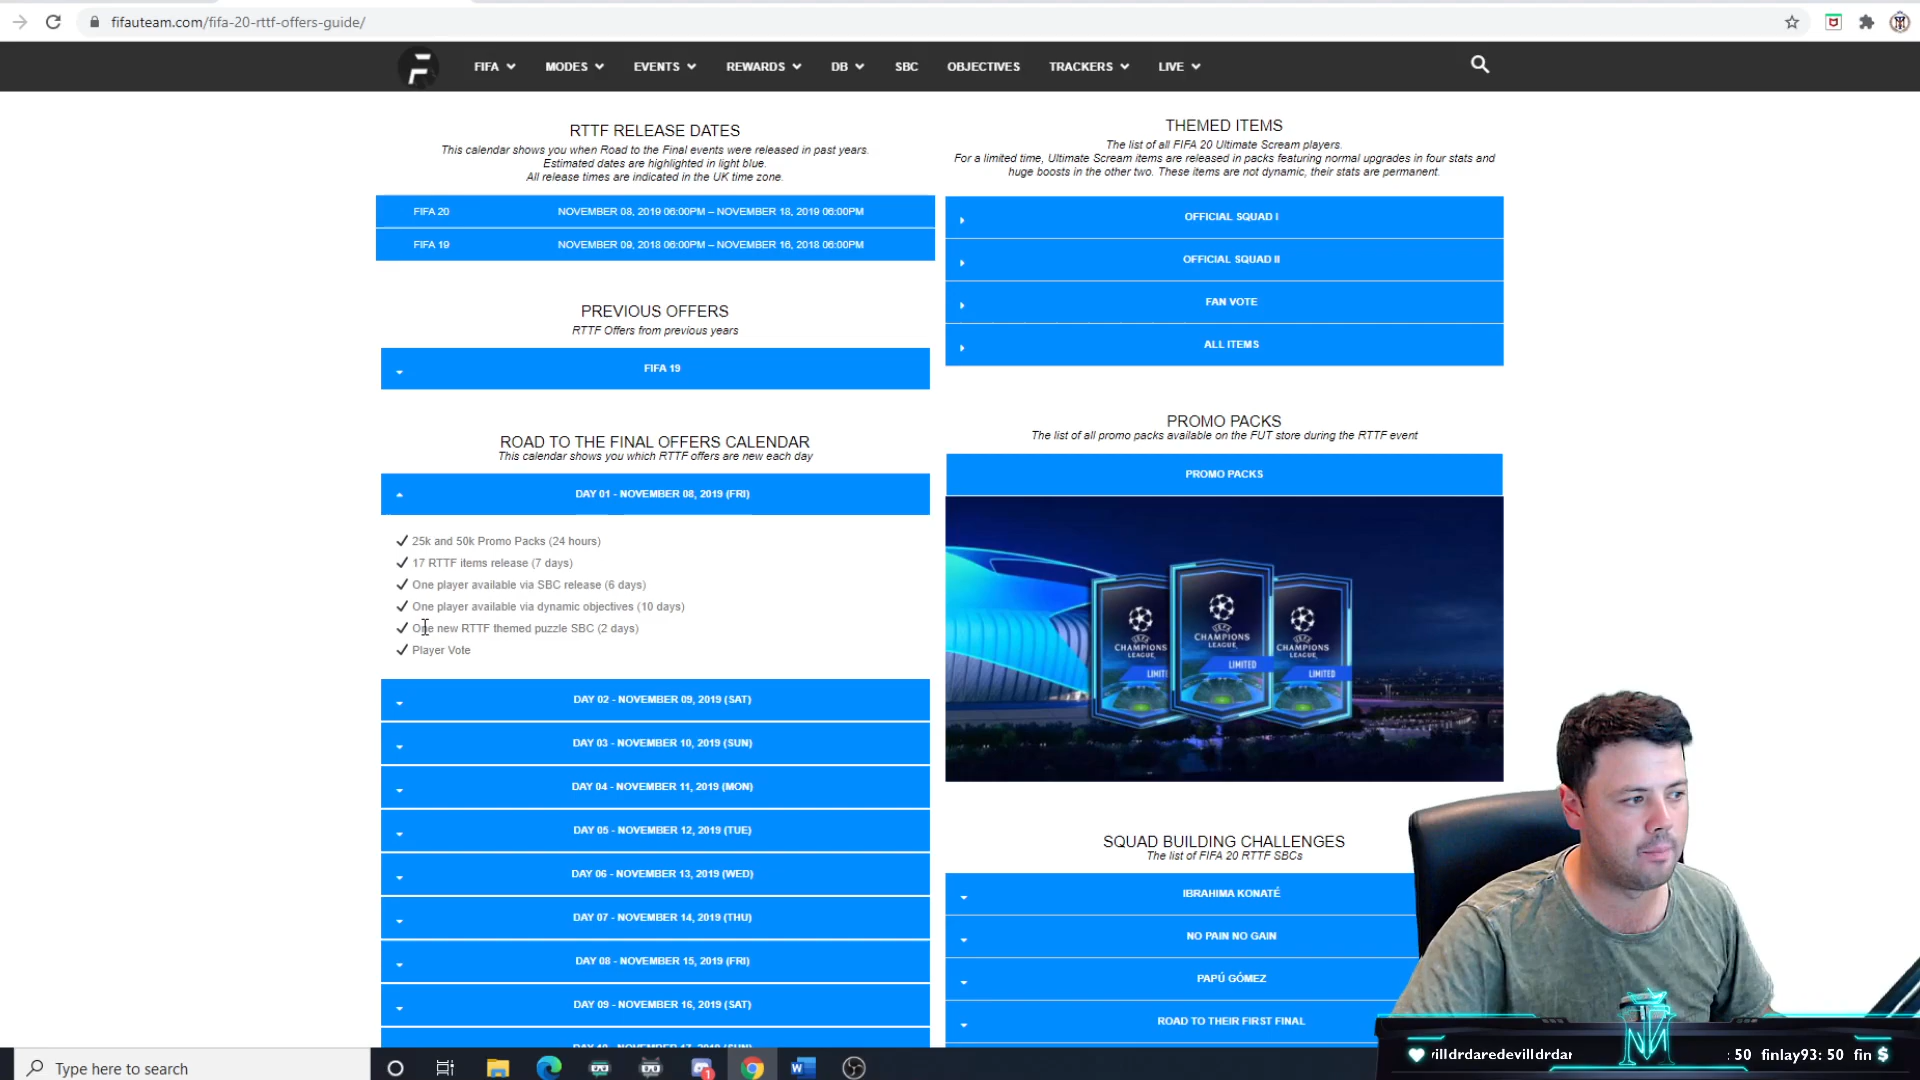 fifauteam.com/fifa-20-rttf-offers-guide/
FIFA MODES EVENTS REWARDS DB SBC OBJECTIVES TRACKERS LIVE
RTTF RELEASE DATES
This calendar shows you when Road to the Final events were released in past years.
Estimated dates are highlighted in light blue.
All release times are indicated in the UK time zone.
FIFA 20 NOVEMBER 08, 2019 06:00PM – NOVEMBER 18, 2019 06:00PM
FIFA 19 NOVEMBER 09, 2018 06:00PM – NOVEMBER 16, 2018 06:00PM
PREVIOUS OFFERS
RTTF Offers from previous years
FIFA 19
ROAD TO THE FINAL OFFERS CALENDAR
This calendar shows you which RTTF offers are new each day
DAY 01 - NOVEMBER 08, 2019 (FRI)
25k and 50k Promo Packs (24 hours)
17 RTTF items release (7 days)
One player available via SBC release (6 days)
One player available via dynamic objectives (10 days)
One new RTTF themed puzzle SBC (2 days)
Player Vote
DAY 02 - NOVEMBER 09, 2019 (SAT)
DAY 03 - NOVEMBER 10, 2019 (SUN)
DAY 04 - NOVEMBER 11, 2019 (MON)
DAY 05 - NOVEMBER 12, 2019 (TUE)
DAY 06 - NOVEMBER 13, 2019 (WED)
DAY 07 - NOVEMBER 14, 2019 (THU)
DAY 08 - NOVEMBER 15, 2019 (FRI)
DAY 09 - NOVEMBER 16, 2019 (SAT)
THEMED ITEMS
The list of all FIFA 20 Ultimate Scream players.
For a limited time, Ultimate Scream items are released in packs featuring normal upgrades in four stats and
huge boosts in the other two. These items are not dynamic, their stats are permanent.
OFFICIAL SQUAD I
OFFICIAL SQUAD II
FAN VOTE
ALL ITEMS
PROMO PACKS
The list of all promo packs available on the FUT store during the RTTF event
PROMO PACKS
CHAMPIONS LEAGUE
LIMITED
CHAMPIONS LEAGUE
LIMITED
CHAMPIONS LEAGUE
LIMITED
SQUAD BUILDING CHALLENGES
The list of FIFA 20 RTTF SBCs
IBRAHIMA KONATÉ
NO PAIN NO GAIN
PAPÚ GÓMEZ
ROAD TO THEIR FIRST FINAL
villdrdaredevilldrdar
: 50 finlay93: 50 fin $
Type here to search